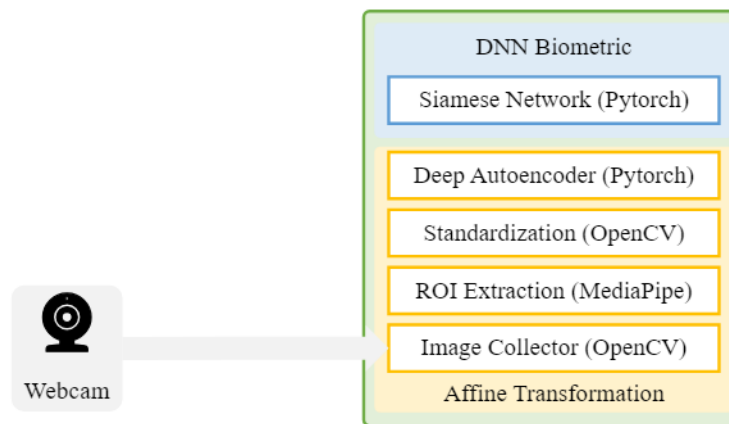 DNN Biometric
Siamese Network (Pytorch)
Deep Autoencoder (Pytorch)
Standardization (OpenCV)
ROI Extraction (MediaPipe)
Image Collector (OpenCV)
Affine Transformation
Webcam